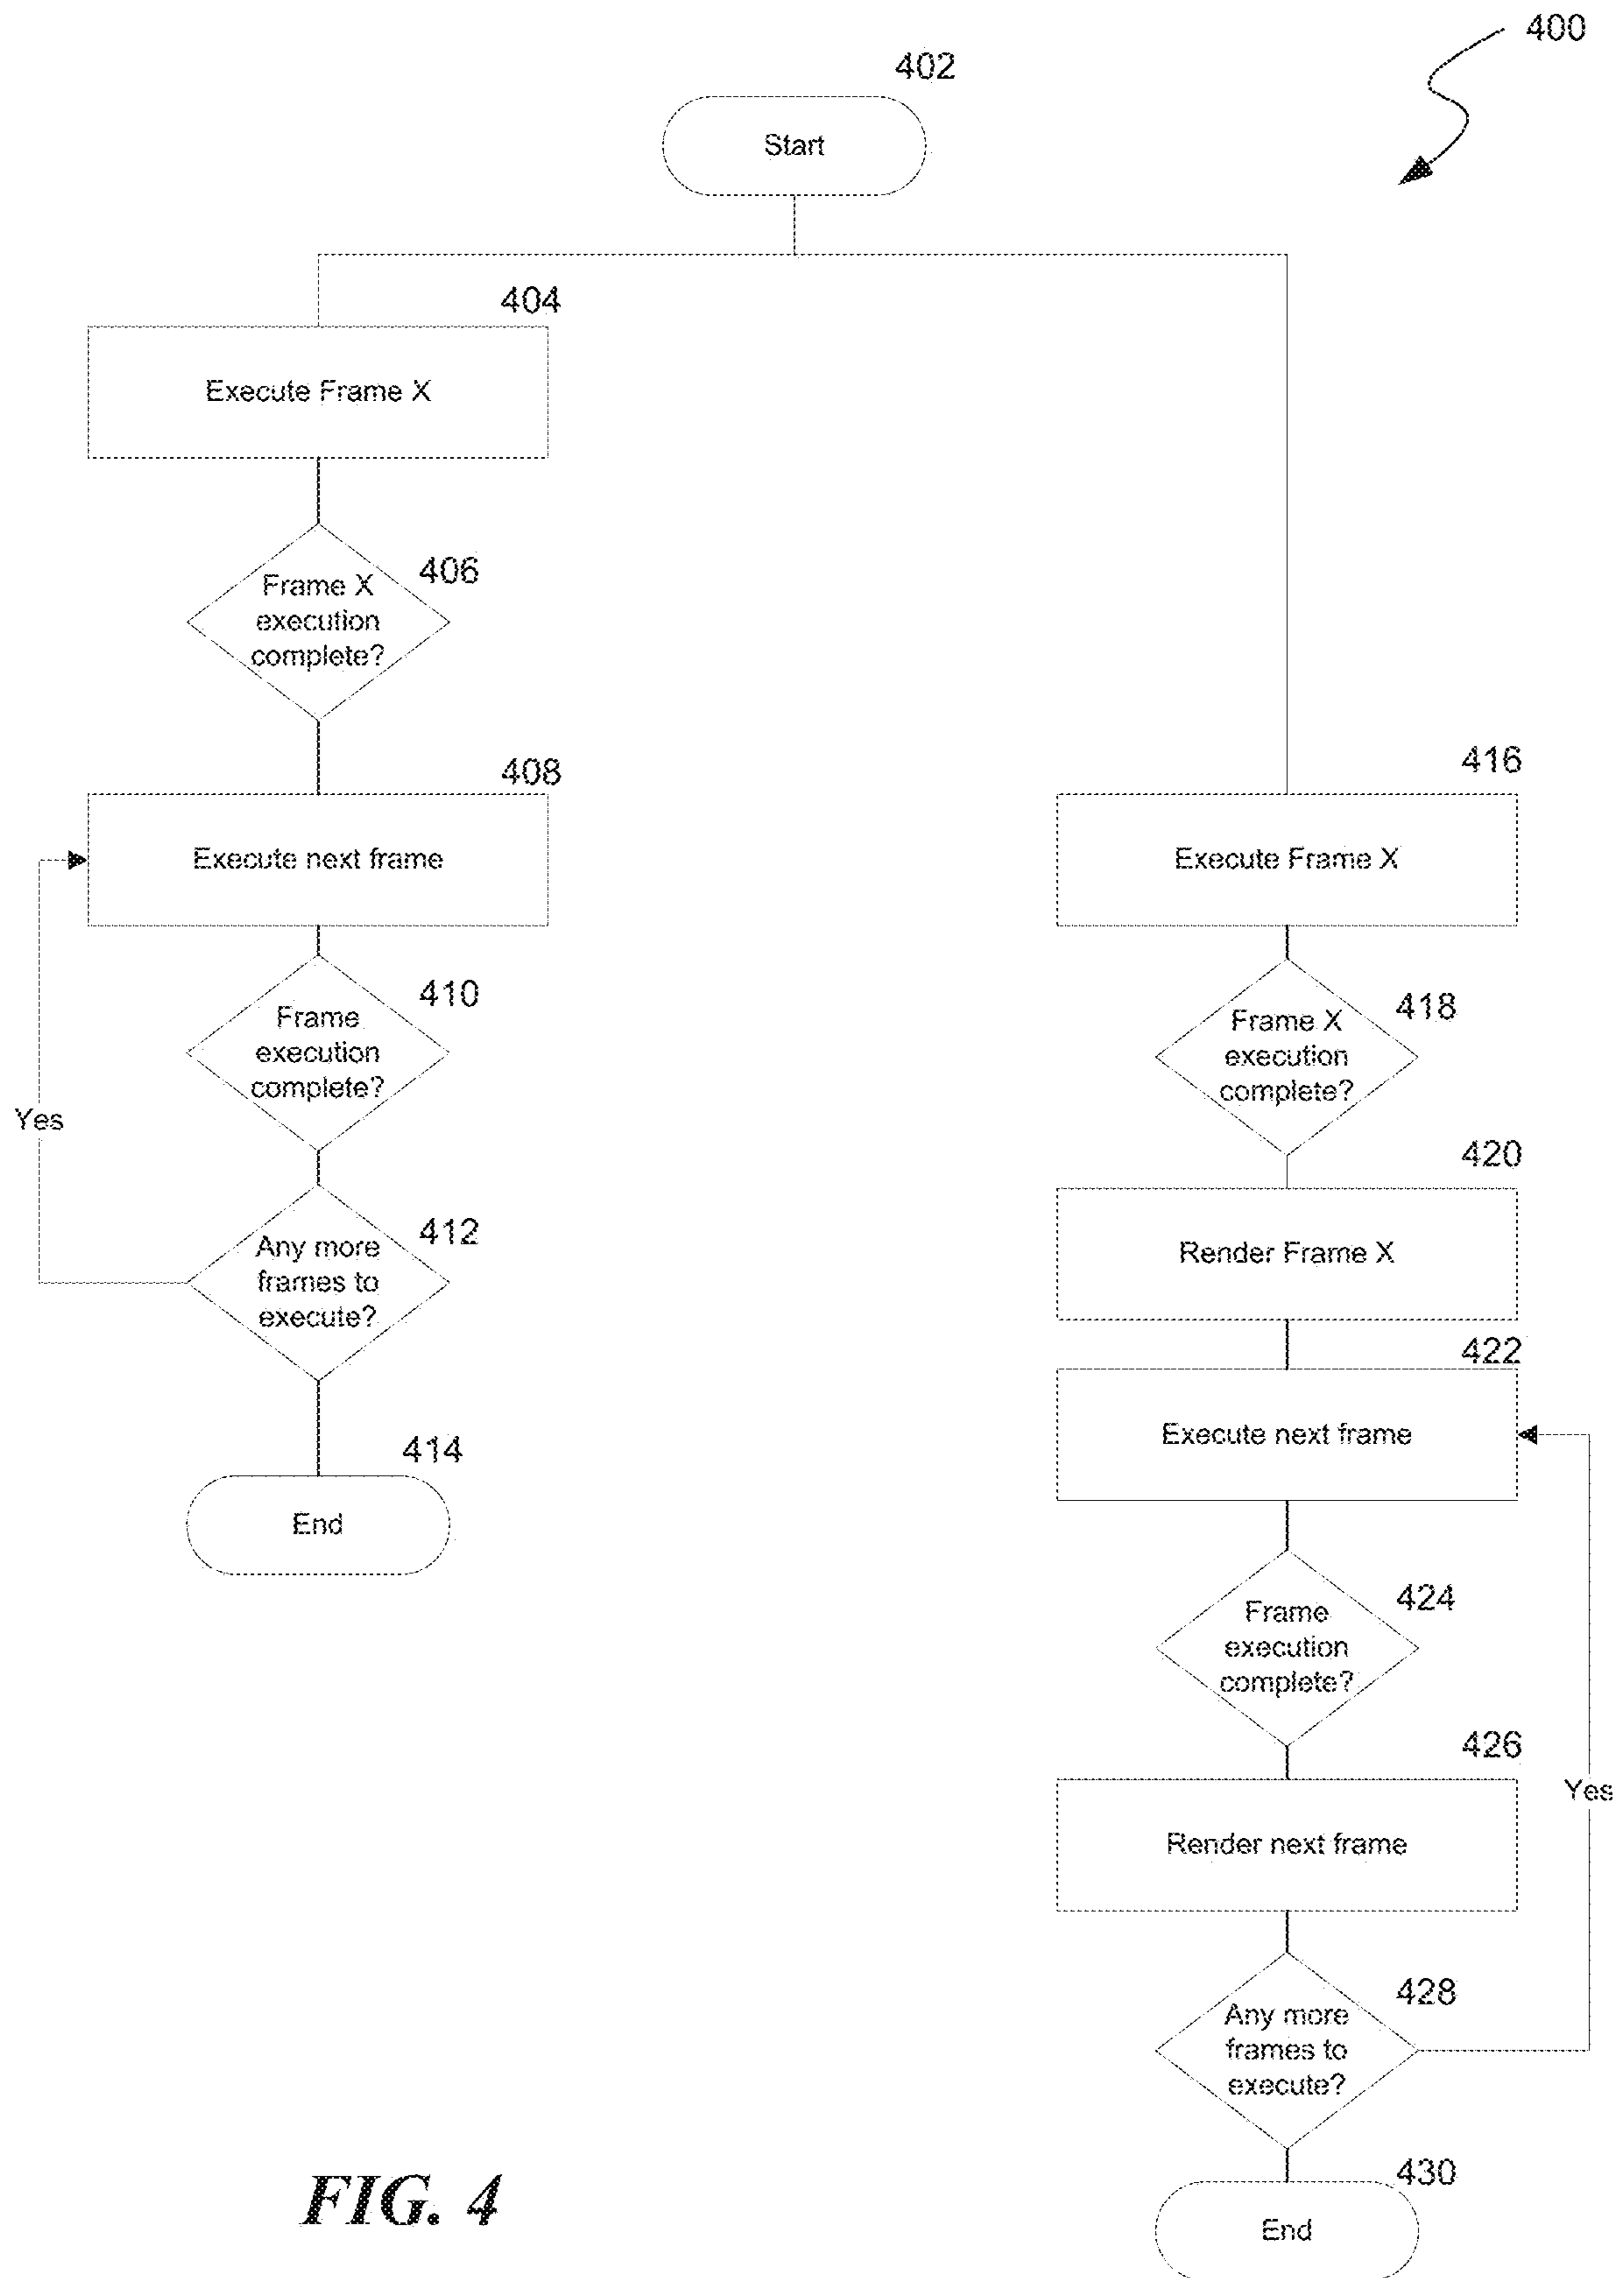 400
402
Start
404
Execute Frame X
406
Frame X
execution
complete?
408
Execute next frame
410
Frame
execution
complete?
Yes
412
Any more
frames to
execute?
414
End
416
Execute Frame X
418
Frame X
execution
complete?
420
Render Frame X
422
Execute next frame
424
Frame
execution
complete?
426
Render next frame
Yes
428
Any more
frames to
execute?
430
End
FIG. 4